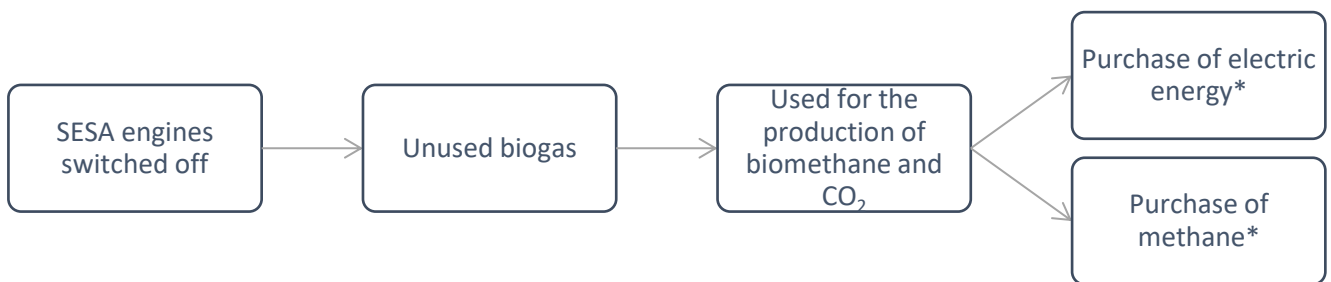 SESA engines
switched off
Unused biogas
Used for the
production of
biomethane and
CO₂
Purchase of electric
energy*
Purchase of
methane*